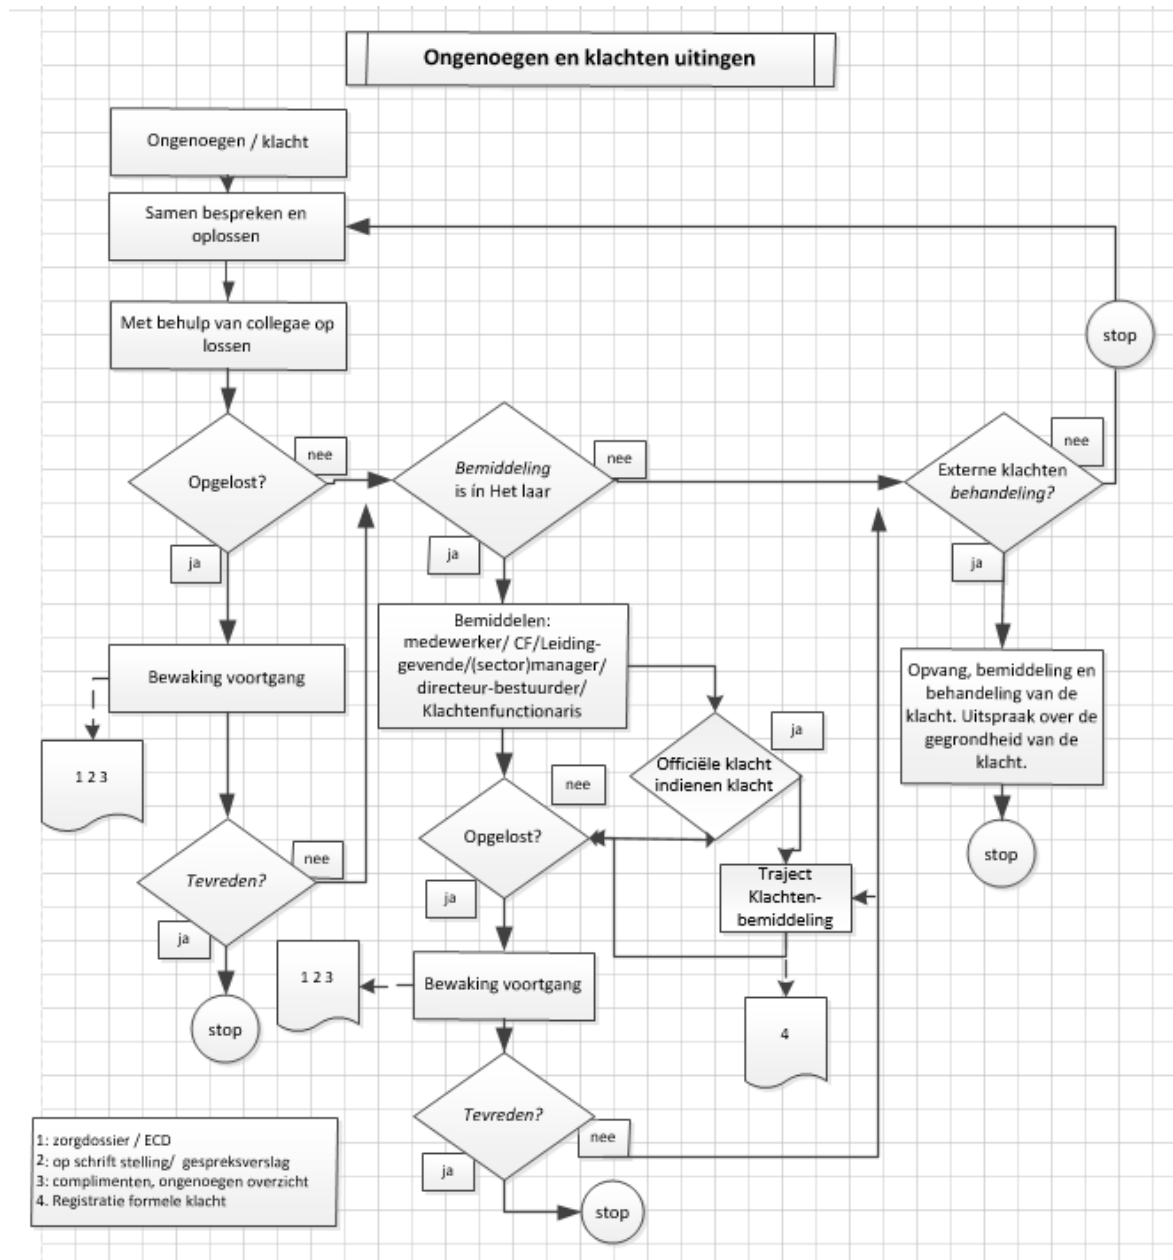 Ongenoegen en klachten uitingen
Ongenoegen / klacht
Samen bespreken en
oplossen
Met behulp van collegae op
lossen
stop
Opgelost?
nee
ja
Bemiddeling
is ín Het laar
nee
ja
Externe klachten
behandeling?
nee
ja
Bewaking voortgang
1 2 3
Bemiddelen:
medewerker/ CF/Leiding-
gevende/(sector)manager/
directeur-bestuurder/
Klachtenfunctionaris
Opvang, bemiddeling en
behandeling van de
klacht. Uitspraak over de
gegrondheid van de
klacht.
stop
Officiële klacht
indienen klacht
ja
nee
Opgelost?
ja
Traject
Klachten-
bemiddeling
4
Tevreden?
nee
ja
stop
Bewaking voortgang
1 2 3
Tevreden?
nee
ja
stop
1: zorgdossier / ECD
2: op schrift stelling/ gespreksverslag
3: complimenten, ongenoegen overzicht
4. Registratie formele klacht